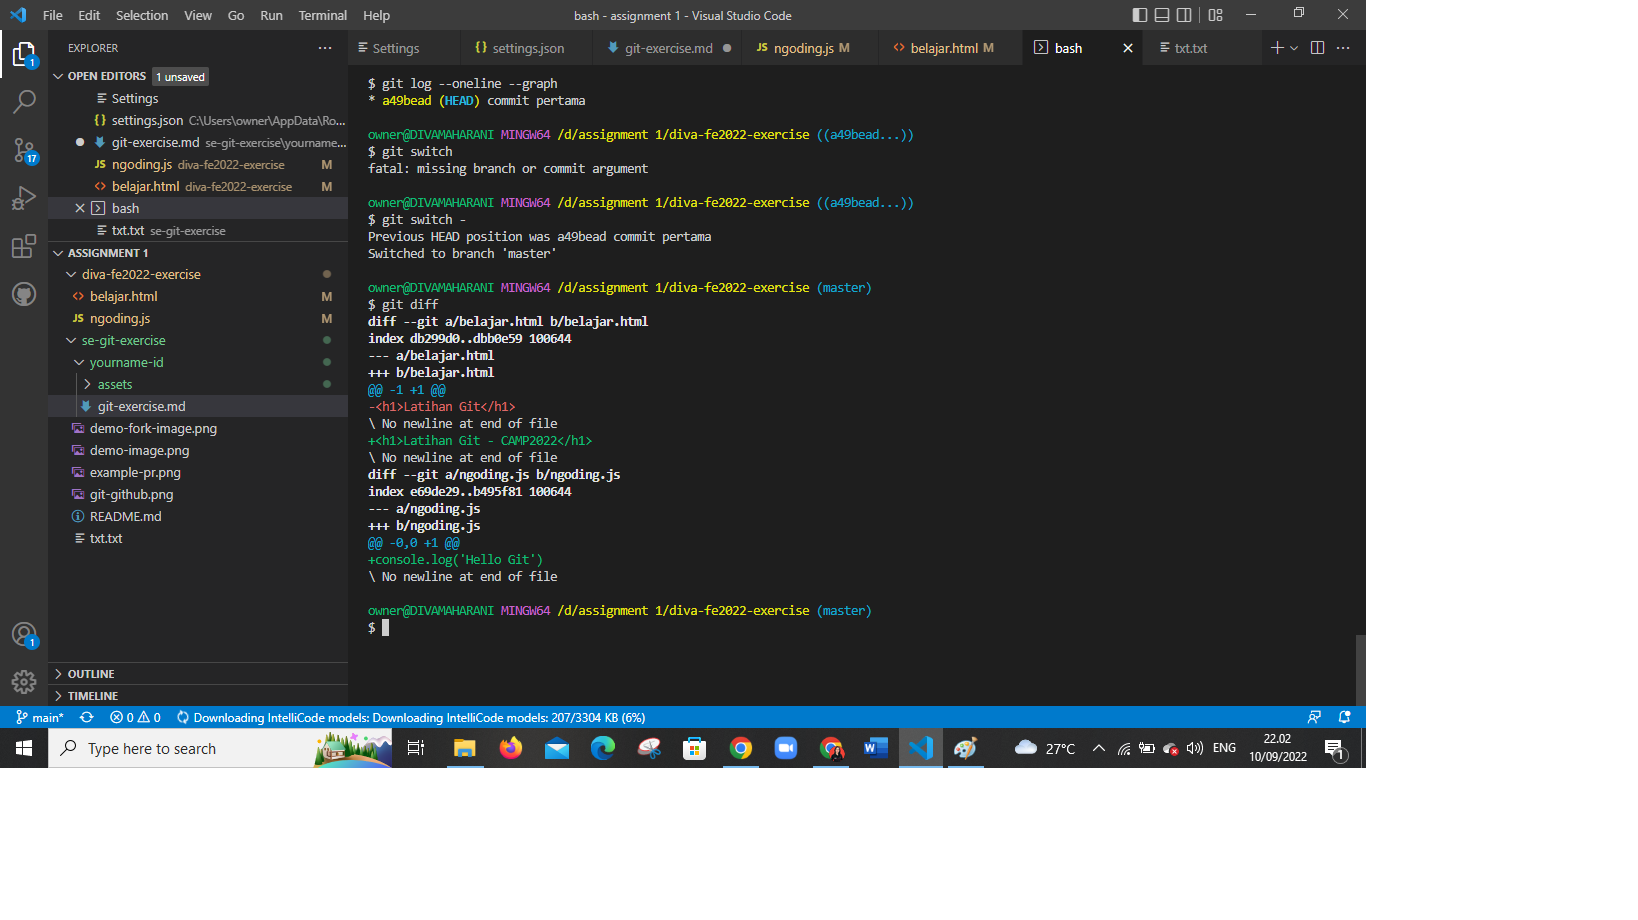 File Edit Selection View Go Run Terminal Help
bash - assignment 1 - Visual Studio Code
EXPLORER
OPEN EDITORS 1 unsaved
Settings
{} settings.json C:\Users\owner\AppData\Ro...
git-exercise.md se-git-exercise\yourname...
JS ngoding.js diva-fe2022-exercise M
<> belajar.html diva-fe2022-exercise M
bash
txt.txt se-git-exercise
ASSIGNMENT 1
diva-fe2022-exercise
<> belajar.html M
JS ngoding.js M
se-git-exercise
yourname-id
assets
git-exercise.md
demo-fork-image.png
demo-image.png
example-pr.png
git-github.png
README.md
txt.txt
OUTLINE
TIMELINE
1
17
1
Settings
{} settings.json
git-exercise.md
JS ngoding.js M
<> belajar.html M
bash
txt.txt
$ git log --oneline --graph
* a49bead (HEAD) commit pertama
owner@DIVAMAHARANI MINGW64 /d/assignment 1/diva-fe2022-exercise ((a49bead...))
$ git switch
fatal: missing branch or commit argument
owner@DIVAMAHARANI MINGW64 /d/assignment 1/diva-fe2022-exercise ((a49bead...))
$ git switch -
Previous HEAD position was a49bead commit pertama
Switched to branch 'master'
owner@DIVAMAHARANI MINGW64 /d/assignment 1/diva-fe2022-exercise (master)
$ git diff
diff --git a/belajar.html b/belajar.html
index db299d0..dbb0e59 100644
--- a/belajar.html
+++ b/belajar.html
@@ -1 +1 @@
-<h1>Latihan Git</h1>
\ No newline at end of file
+<h1>Latihan Git - CAMP2022</h1>
\ No newline at end of file
diff --git a/ngoding.js b/ngoding.js
index e69de29..b495f81 100644
--- a/ngoding.js
+++ b/ngoding.js
@@ -0,0 +1 @@
+console.log('Hello Git')
\ No newline at end of file
owner@DIVAMAHARANI MINGW64 /d/assignment 1/diva-fe2022-exercise (master)
$
main* 0 0 Downloading IntelliCode models: Downloading IntelliCode models: 207/3304 KB (6%)
Type here to search
27°C
ENG
22.02
10/09/2022
1